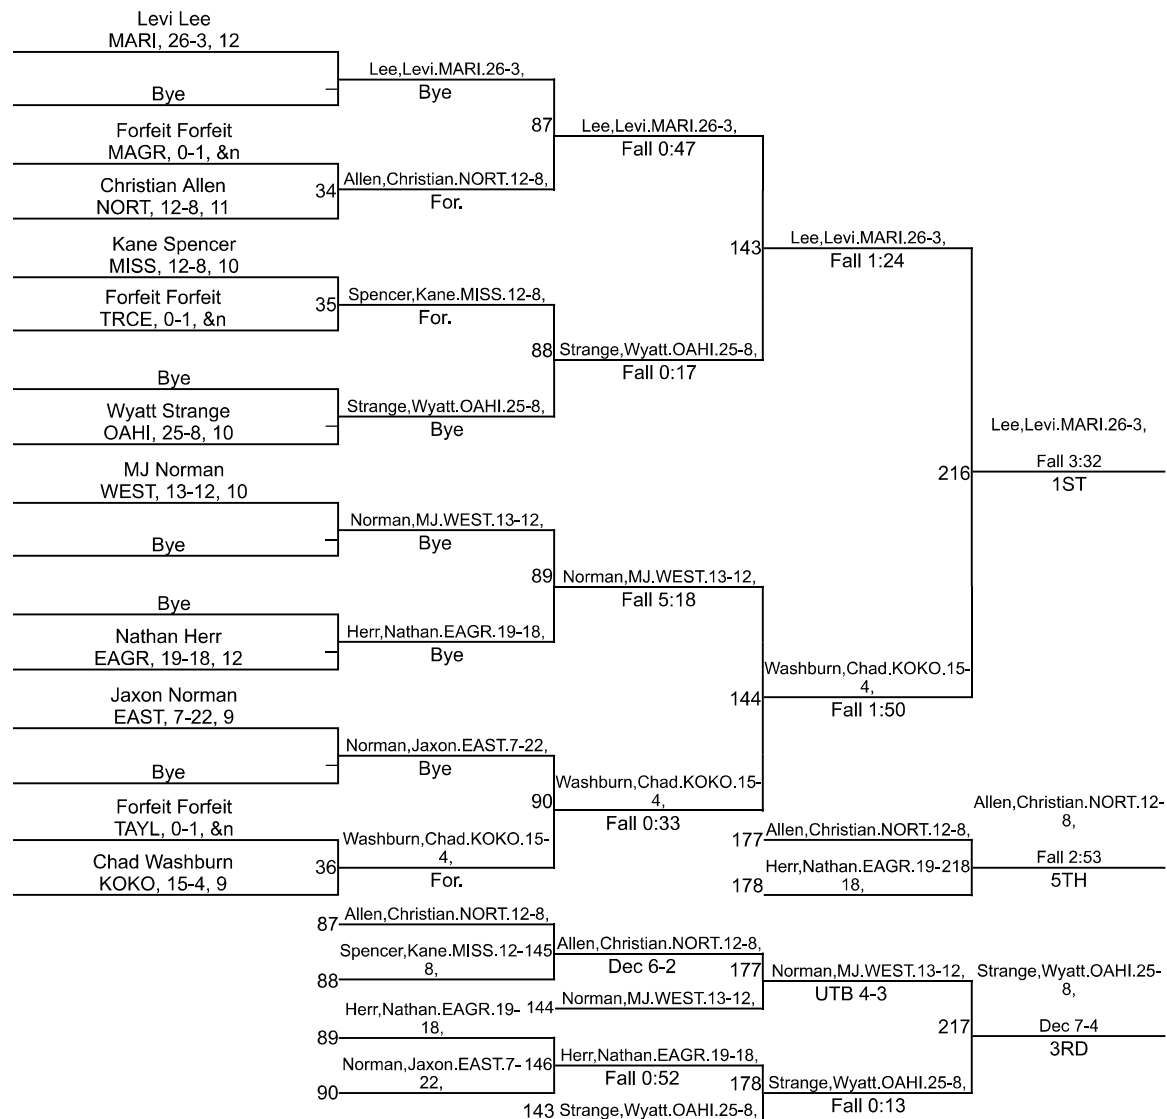 Levi Lee
MARI, 26-3, 12
Bye
Forfeit Forfeit
MAGR, 0-1, &n
Christian Allen
NORT, 12-8, 11
34
Kane Spencer
MISS, 12-8, 10
Forfeit Forfeit
TRCE, 0-1, &n
35
Bye
Wyatt Strange
OAHI, 25-8, 10
MJ Norman
WEST, 13-12, 10
Bye
Bye
Nathan Herr
EAGR, 19-18, 12
Jaxon Norman
EAST, 7-22, 9
Bye
Forfeit Forfeit
TAYL, 0-1, &n
Chad Washburn
KOKO, 15-4, 9
36
Lee,Levi.MARI.26-3,
Bye
87
Allen,Christian.NORT.12-8,
For.
Spencer,Kane.MISS.12-8,
For.
88
Strange,Wyatt.OAHI.25-8,
Bye
Norman,MJ.WEST.13-12,
Bye
89
Herr,Nathan.EAGR.19-18,
Bye
Norman,Jaxon.EAST.7-22,
Bye
90
Washburn,Chad.KOKO.15-
4,
For.
Lee,Levi.MARI.26-3,
Fall 0:47
143
Strange,Wyatt.OAHI.25-8,
Fall 0:17
Norman,MJ.WEST.13-12,
Fall 5:18
144
Washburn,Chad.KOKO.15-
4,
Fall 0:33
Lee,Levi.MARI.26-3,
Fall 1:24
216
Washburn,Chad.KOKO.15-
4,
Fall 1:50
Lee,Levi.MARI.26-3,
Fall 3:32
1ST
177
Allen,Christian.NORT.12-8,
178
Herr,Nathan.EAGR.19-218
18,
Allen,Christian.NORT.12-
8,
Fall 2:53
5TH
87
Allen,Christian.NORT.12-8,
Spencer,Kane.MISS.12-145
8,
88
Herr,Nathan.EAGR.19-
18,
89
Norman,Jaxon.EAST.7-146
22,
90
Allen,Christian.NORT.12-8,
Dec 6-2
177
144 Norman,MJ.WEST.13-12,
Herr,Nathan.EAGR.19-18,
Fall 0:52
178
143 Strange,Wyatt.OAHI.25-8,
Norman,MJ.WEST.13-12,
UTB 4-3
217
Strange,Wyatt.OAHI.25-8,
Fall 0:13
Strange,Wyatt.OAHI.25-
8,
Dec 7-4
3RD